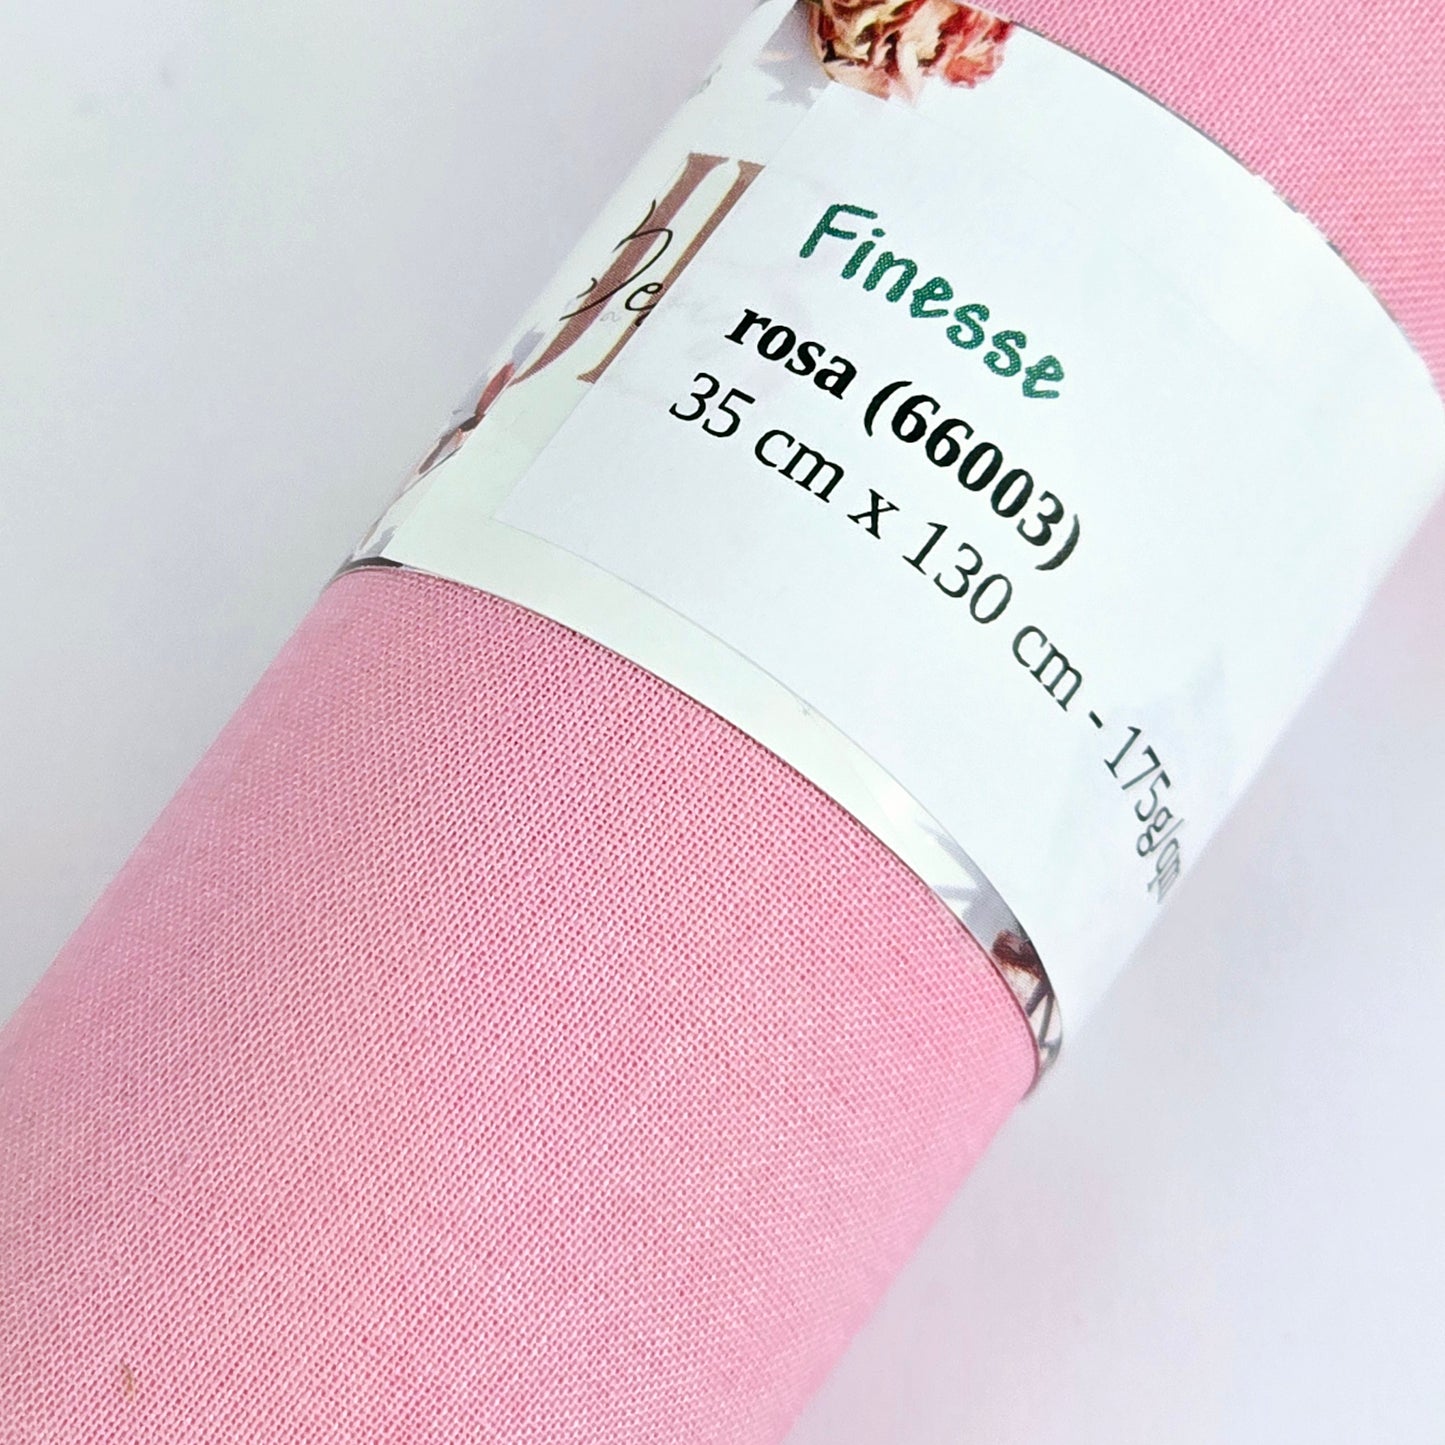 Finesse
rosa (66003)
35 cm x 130 cm - 175g/qm